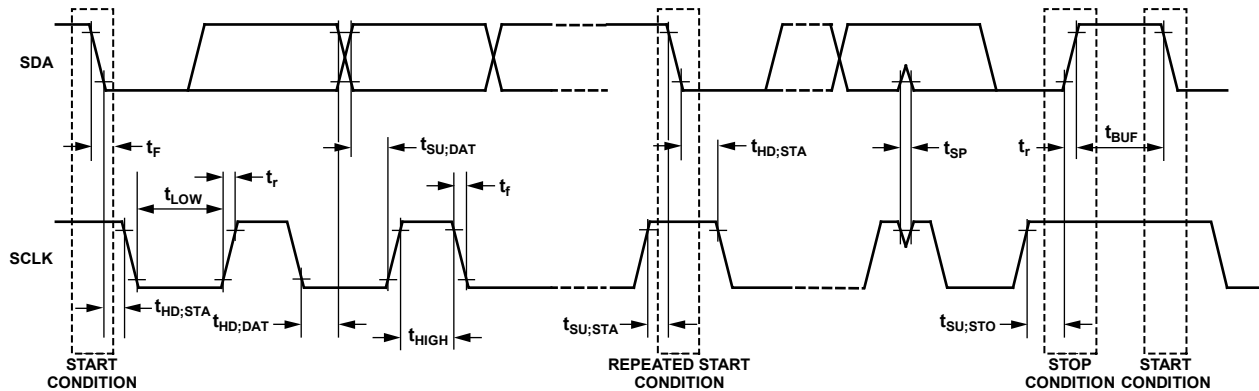 SDA
tF
tSU;DAT
tHD;STA
tSP
tr
tBUF
tLOW
tr
tf
SCLK
tHD;STA
tHD;DAT
tHIGH
tSU;STA
tSU;STO
START
CONDITION
REPEATED START
CONDITION
STOP
CONDITION
START
CONDITION